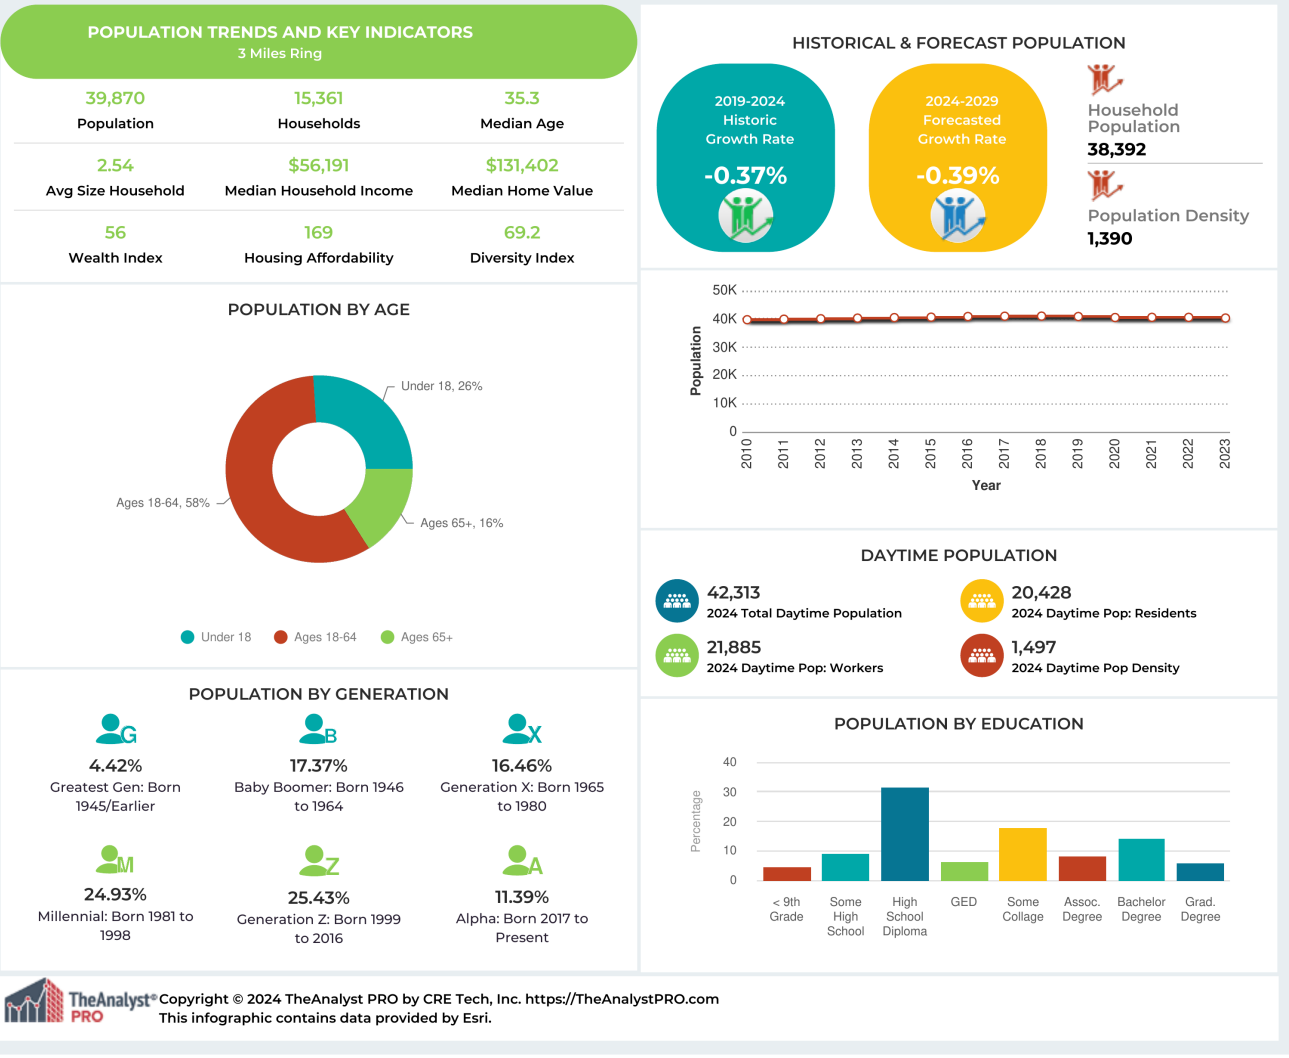 POPULATION TRENDS AND KEY INDICATORS
3 Miles Ring
39,870
Population
15,361
Households
35.3
Median Age
2.54
Avg Size Household
$56,191
Median Household Income
$131,402
Median Home Value
56
Wealth Index
169
Housing Affordability
69.2
Diversity Index
POPULATION BY AGE
Under 18, 26%
Ages 18-64, 58%
Ages 65+, 16%
Under 18
Ages 18-64
Ages 65+
POPULATION BY GENERATION
G
4.42%
Greatest Gen: Born
1945/Earlier
B
17.37%
Baby Boomer: Born 1946
to 1964
X
16.46%
Generation X: Born 1965
to 1980
M
24.93%
Millennial: Born 1981 to
1998
Z
25.43%
Generation Z: Born 1999
to 2016
A
11.39%
Alpha: Born 2017 to
Present
HISTORICAL & FORECAST POPULATION
2019-2024
Historic
Growth Rate
-0.37%
2024-2029
Forecasted
Growth Rate
-0.39%
Household
Population
38,392
Population Density
1,390
Population
50K
40K
30K
20K
10K
0
2010
2011
2012
2013
2014
2015
2016
2017
2018
2019
2020
2021
2022
2023
Year
DAYTIME POPULATION
42,313
2024 Total Daytime Population
20,428
2024 Daytime Pop: Residents
21,885
2024 Daytime Pop: Workers
1,497
2024 Daytime Pop Density
POPULATION BY EDUCATION
Percentage
40
30
20
10
0
< 9th
Grade
Some
High
School
High
School
Diploma
GED
Some
Collage
Assoc.
Degree
Bachelor
Degree
Grad.
Degree
TheAnalyst©
PRO
Copyright © 2024 TheAnalyst PRO by CRE Tech, Inc. https://TheAnalystPRO.com
This infographic contains data provided by Esri.